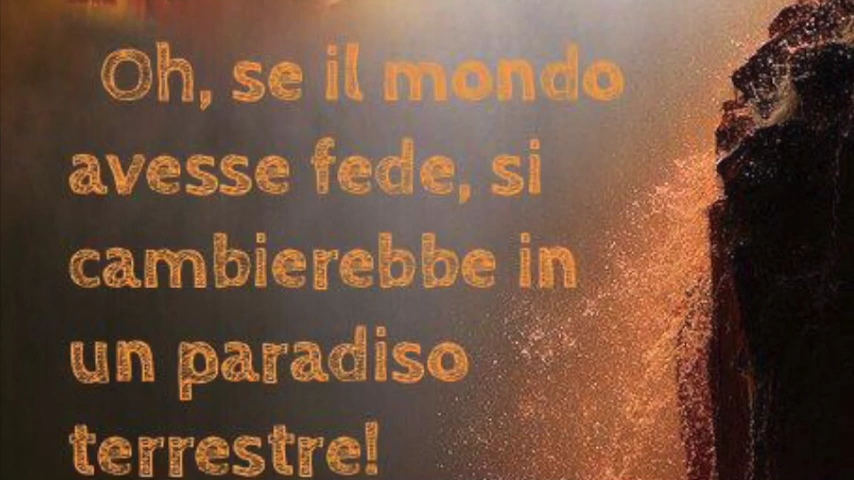 Oh, se il mondo
avesse fede, si
cambierebbe in
un paradiso
terrestre!